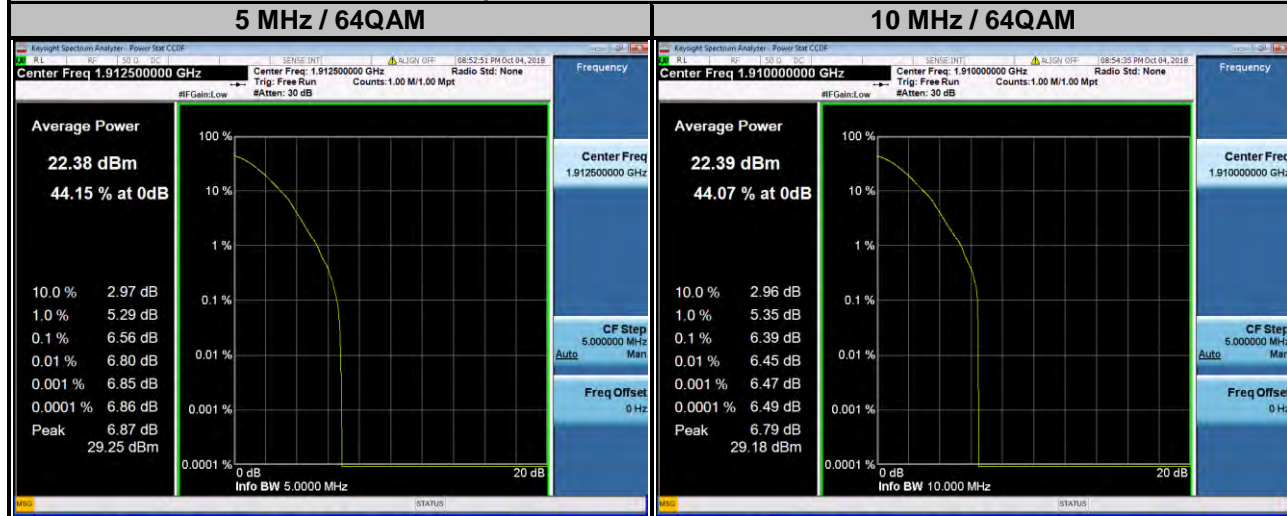 5 MHz / 64QAM
Keysight Spectrum Analyzer - Power Stat CCDF
RL RF 50 Ω DC SENSE:INT ALIGN OFF 08:52:51 PM Oct 04, 2018
Center Freq 1.912500000 GHz
Center Freq: 1.912500000 GHz Radio Std: None
Trig: Free Run Counts:1.00 M/1.00 Mpt
#IFGain:Low #Atten: 30 dB
Frequency
Average Power
22.38 dBm
44.15 % at 0dB
10.0 % 2.97 dB
1.0 % 5.29 dB
0.1 % 6.56 dB
0.01 % 6.80 dB
0.001 % 6.85 dB
0.0001 % 6.86 dB
Peak 6.87 dB
29.25 dBm
100 %
10 %
1 %
0.1 %
0.01 %
0.001 %
0.0001 %
0 dB 20 dB
Info BW 5.0000 MHz
Center Freq
1.912500000 GHz
CF Step
5.000000 MHz
Auto Man
Freq Offset
0 Hz
MSG STATUS
10 MHz / 64QAM
Keysight Spectrum Analyzer - Power Stat CCDF
RL RF 50 Ω DC SENSE:INT ALIGN OFF 08:54:35 PM Oct 04, 2018
Center Freq 1.910000000 GHz
Center Freq: 1.910000000 GHz Radio Std: None
Trig: Free Run Counts:1.00 M/1.00 Mpt
#IFGain:Low #Atten: 30 dB
Frequency
Average Power
22.39 dBm
44.07 % at 0dB
10.0 % 2.96 dB
1.0 % 5.35 dB
0.1 % 6.39 dB
0.01 % 6.45 dB
0.001 % 6.47 dB
0.0001 % 6.49 dB
Peak 6.79 dB
29.18 dBm
100 %
10 %
1 %
0.1 %
0.01 %
0.001 %
0.0001 %
0 dB 20 dB
Info BW 10.000 MHz
Center Freq
1.910000000 GHz
CF Step
5.000000 MHz
Auto Man
Freq Offset
0 Hz
MSG STATUS